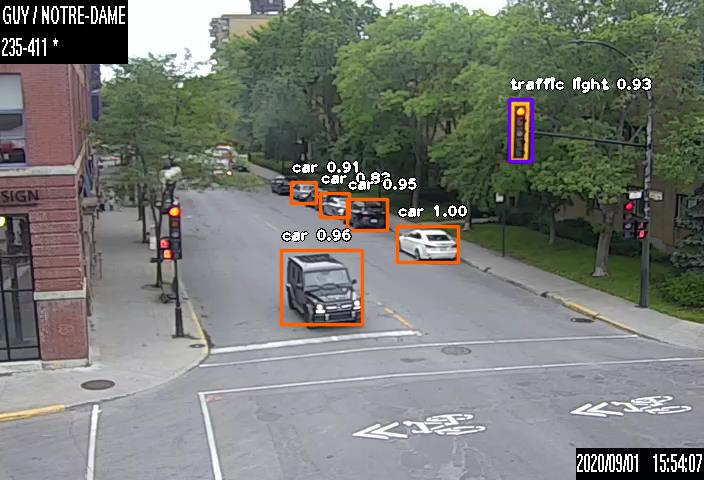 GUY / NOTRE-DAME
235-411 *
traffic light 0.93
car 0.91
car 0.95
car 1.00
car 0.96
SIGN
2020/09/01 15:54:07